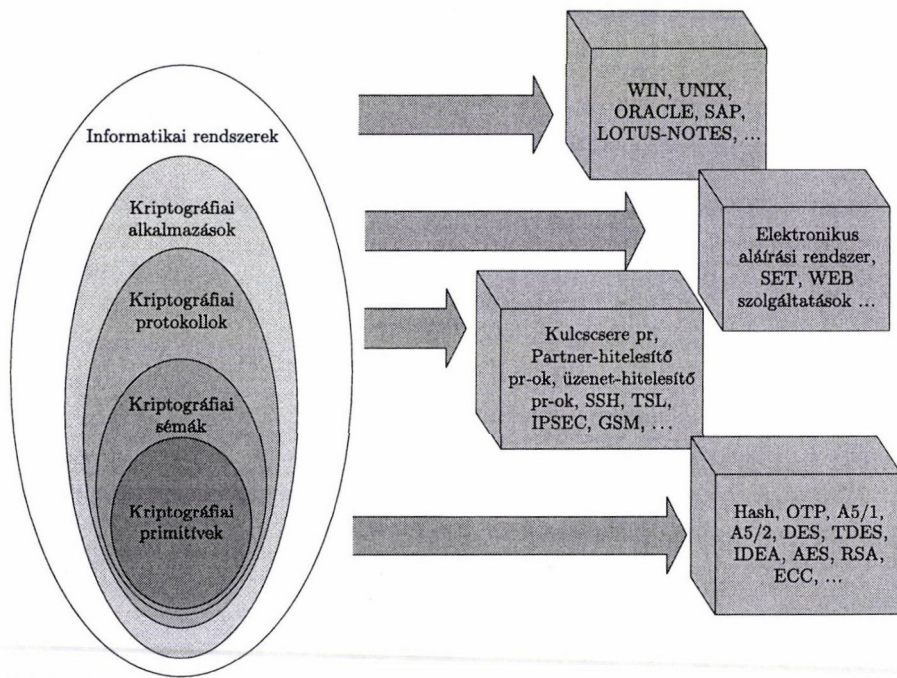 Informatikai rendszerek
Kriptográfiai
alkalmazások
Kriptográfiai
protokollok
Kriptográfiai
sémák
Kriptográfiai
primitívek
WIN, UNIX,
ORACLE, SAP,
LOTUS-NOTES, ...
Elektronikus
aláírási rendszer,
SET, WEB
szolgáltatások ...
Kulcscsere pr,
Partner-hitelesítő
pr-ok, üzenet-hitelesítő
pr-ok, SSH, TSL,
IPSEC, GSM, ...
Hash, OTP, A5/1,
A5/2, DES, TDES,
IDEA, AES, RSA,
ECC, ...